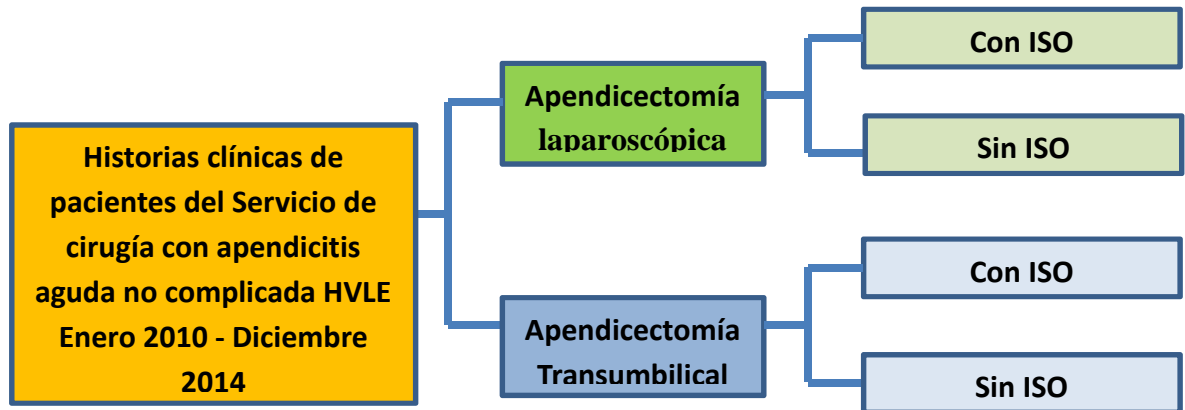 Historias clínicas de
pacientes del Servicio de
cirugía con apendicitis
aguda no complicada HVLE
Enero 2010 - Diciembre
2014
Apendicectomía
laparoscópica
Con ISO
Sin ISO
Apendicectomía
Transumbilical
Con ISO
Sin ISO